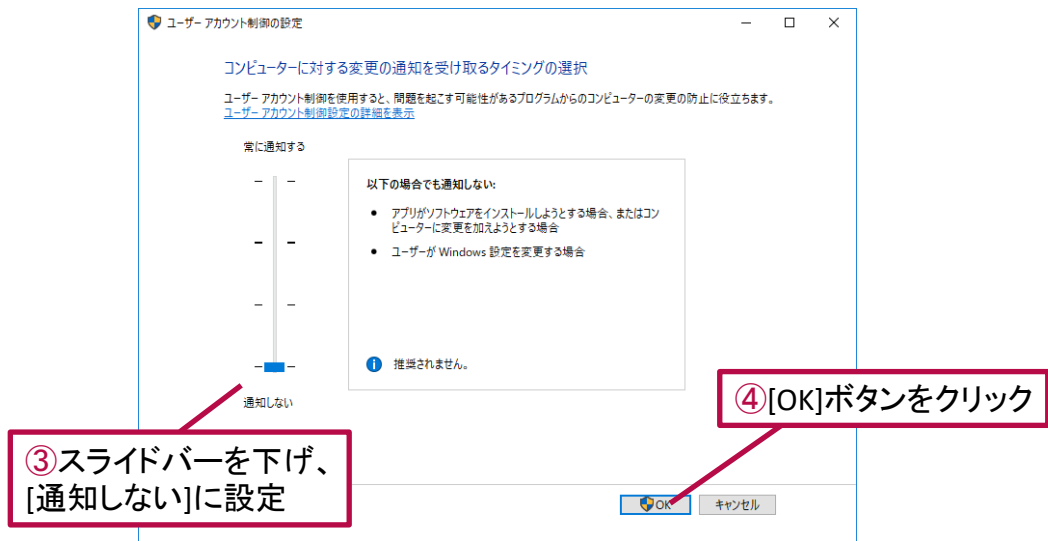 ユーザー アカウント制御の設定
コンピューターに対する変更の通知を受け取るタイミングの選択
ユーザー アカウント制御を使用すると、問題を起こす可能性があるプログラムからのコンピューターの変更の防止に役立ちます。
ユーザー アカウント制御設定の詳細を表示
常に通知する
以下の場合でも通知しない:
● アプリがソフトウェアをインストールしようとする場合、またはコン
ピューターに変更を加えようとする場合
● ユーザーが Windows 設定を変更する場合
推奨されません。
通知しない
④[OK]ボタンをクリック
③スライドバーを下げ、
[通知しない]に設定
OK
キャンセル